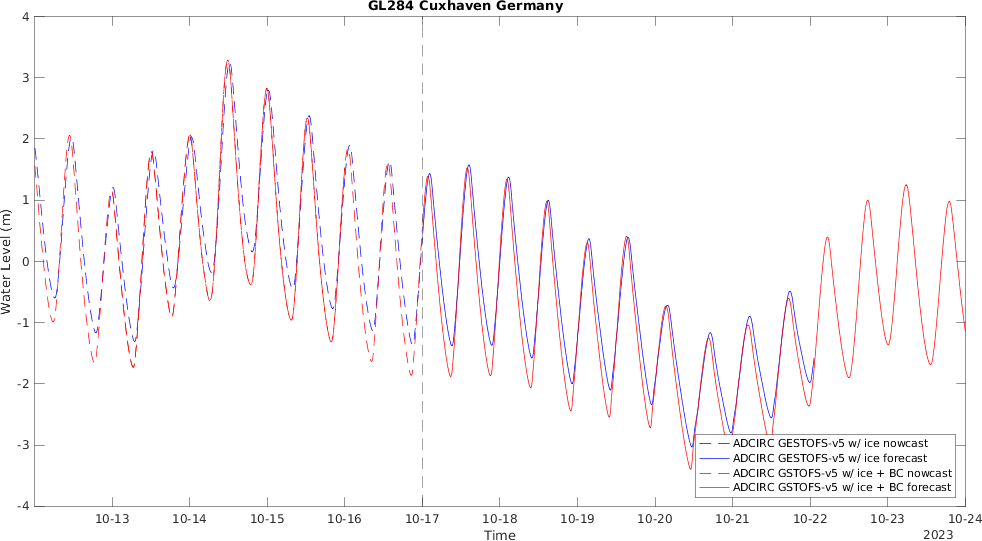 GL284 Cuxhaven Germany
Water Level (m)
4
3
2
1
0
-1
-2
-3
-4
ADCIRC GESTOFS-v5 w/ ice nowcast
ADCIRC GESTOFS-v5 w/ ice forecast
ADCIRC GSTOFS-v5 w/ ice + BC nowcast
ADCIRC GSTOFS-v5 w/ ice + BC forecast
10-13 10-14 10-15 10-16 10-17 10-18 10-19 10-20 10-21 10-22 10-23 10-24
Time
2023